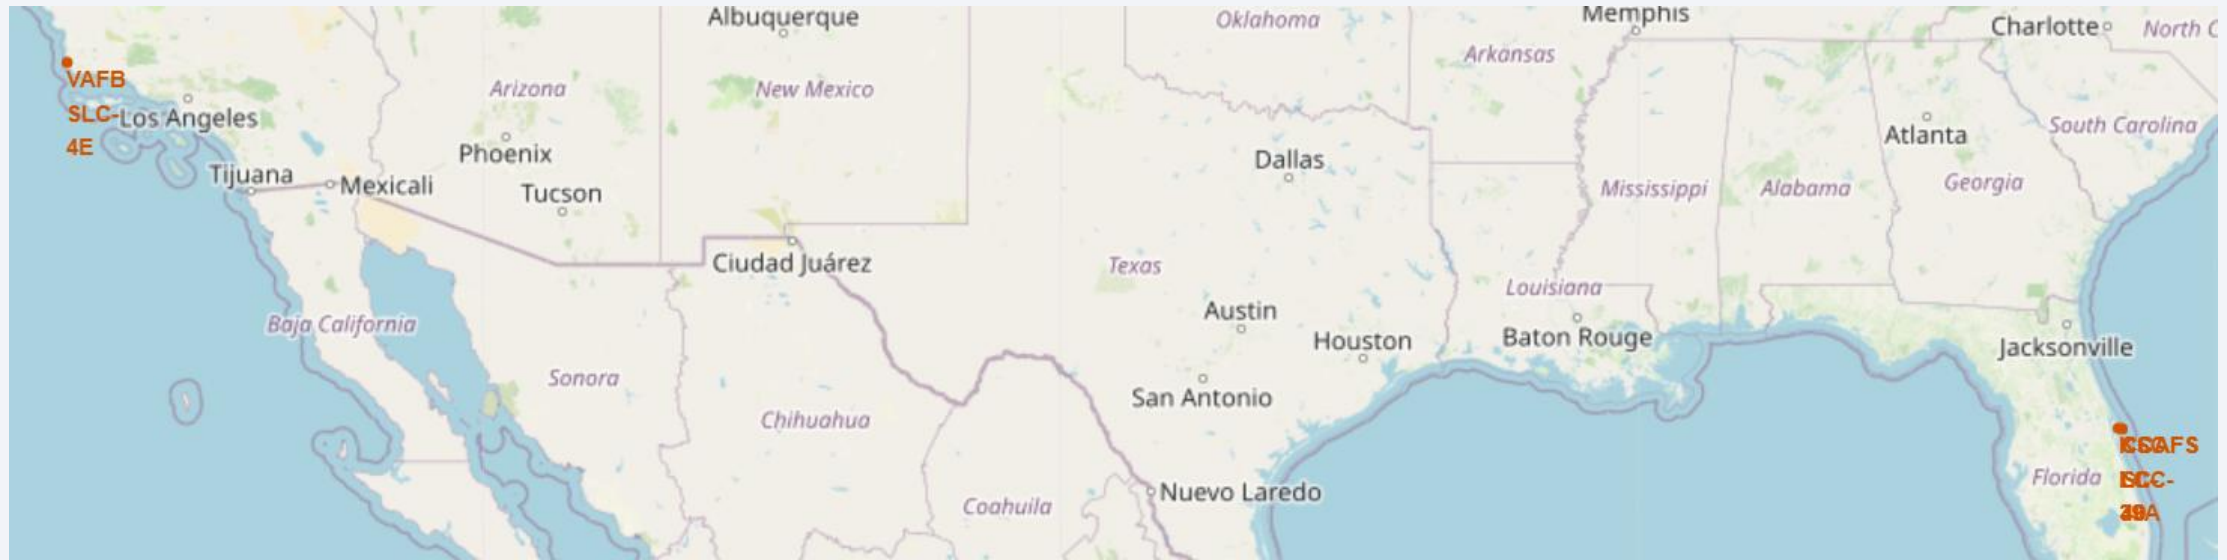 Albuquerque
Oklahoma
Memphis
Charlotte
North C
Arkansas
VAFB
SLC-
4E
Arizona
New Mexico
Los Angeles
South Carolina
Atlanta
Phoenix
Dallas
Tijuana
Mexicali
Tucson
Mississippi
Alabama
Georgia
Ciudad Juárez
Texas
Louisiana
Austin
Baja California
Houston
Baton Rouge
Jacksonville
Sonora
San Antonio
Chihuahua
Florida
Nuevo Laredo
Coahuila